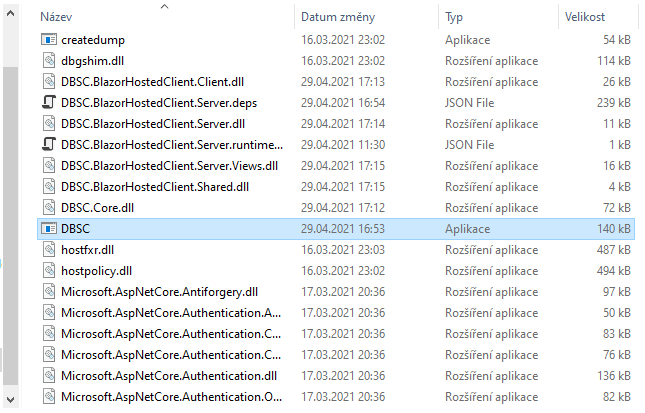 Název Datum změny Typ Velikost
createdump 16.03.2021 23:02 Aplikace 54 kB
dbgshim.dll 16.03.2021 23:02 Rozšíření aplikace 114 kB
DBSC.BlazorHostedClient.Client.dll 29.04.2021 17:13 Rozšíření aplikace 26 kB
DBSC.BlazorHostedClient.Server.deps 29.04.2021 16:54 JSON File 239 kB
DBSC.BlazorHostedClient.Server.dll 29.04.2021 17:14 Rozšíření aplikace 11 kB
DBSC.BlazorHostedClient.Server.runtime... 29.04.2021 11:30 JSON File 1 kB
DBSC.BlazorHostedClient.Server.Views.dll 29.04.2021 17:15 Rozšíření aplikace 16 kB
DBSC.BlazorHostedClient.Shared.dll 29.04.2021 17:15 Rozšíření aplikace 4 kB
DBSC.Core.dll 29.04.2021 17:12 Rozšíření aplikace 72 kB
DBSC 29.04.2021 16:53 Aplikace 140 kB
hostfxr.dll 16.03.2021 23:03 Rozšíření aplikace 487 kB
hostpolicy.dll 16.03.2021 23:02 Rozšíření aplikace 494 kB
Microsoft.AspNetCore.Antiforgery.dll 17.03.2021 20:36 Rozšíření aplikace 97 kB
Microsoft.AspNetCore.Authentication.A... 17.03.2021 20:36 Rozšíření aplikace 50 kB
Microsoft.AspNetCore.Authentication.C... 17.03.2021 20:36 Rozšíření aplikace 83 kB
Microsoft.AspNetCore.Authentication.C... 17.03.2021 20:36 Rozšíření aplikace 76 kB
Microsoft.AspNetCore.Authentication.dll 17.03.2021 20:36 Rozšíření aplikace 136 kB
Microsoft.AspNetCore.Authentication.O... 17.03.2021 20:36 Rozšíření aplikace 82 kB